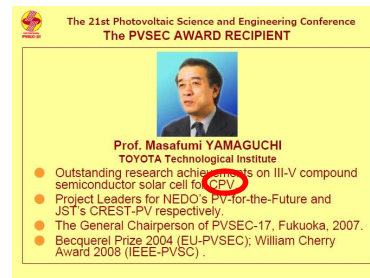 PVSEC-21
The 21st Photovoltaic Science and Engineering Conference
The PVSEC AWARD RECIPIENT
Prof. Masafumi YAMAGUCHI
TOYOTA Technological Institute
Outstanding research achievements on III-V compound
semiconductor solar cell for CPV
Project Leaders for NEDO's PV-for-the-Future and
JST's CREST-PV respectively.
The General Chairperson of PVSEC-17, Fukuoka, 2007.
Becquerel Prize 2004 (EU-PVSEC); William Cherry
Award 2008 (IEEE-PVSC) .